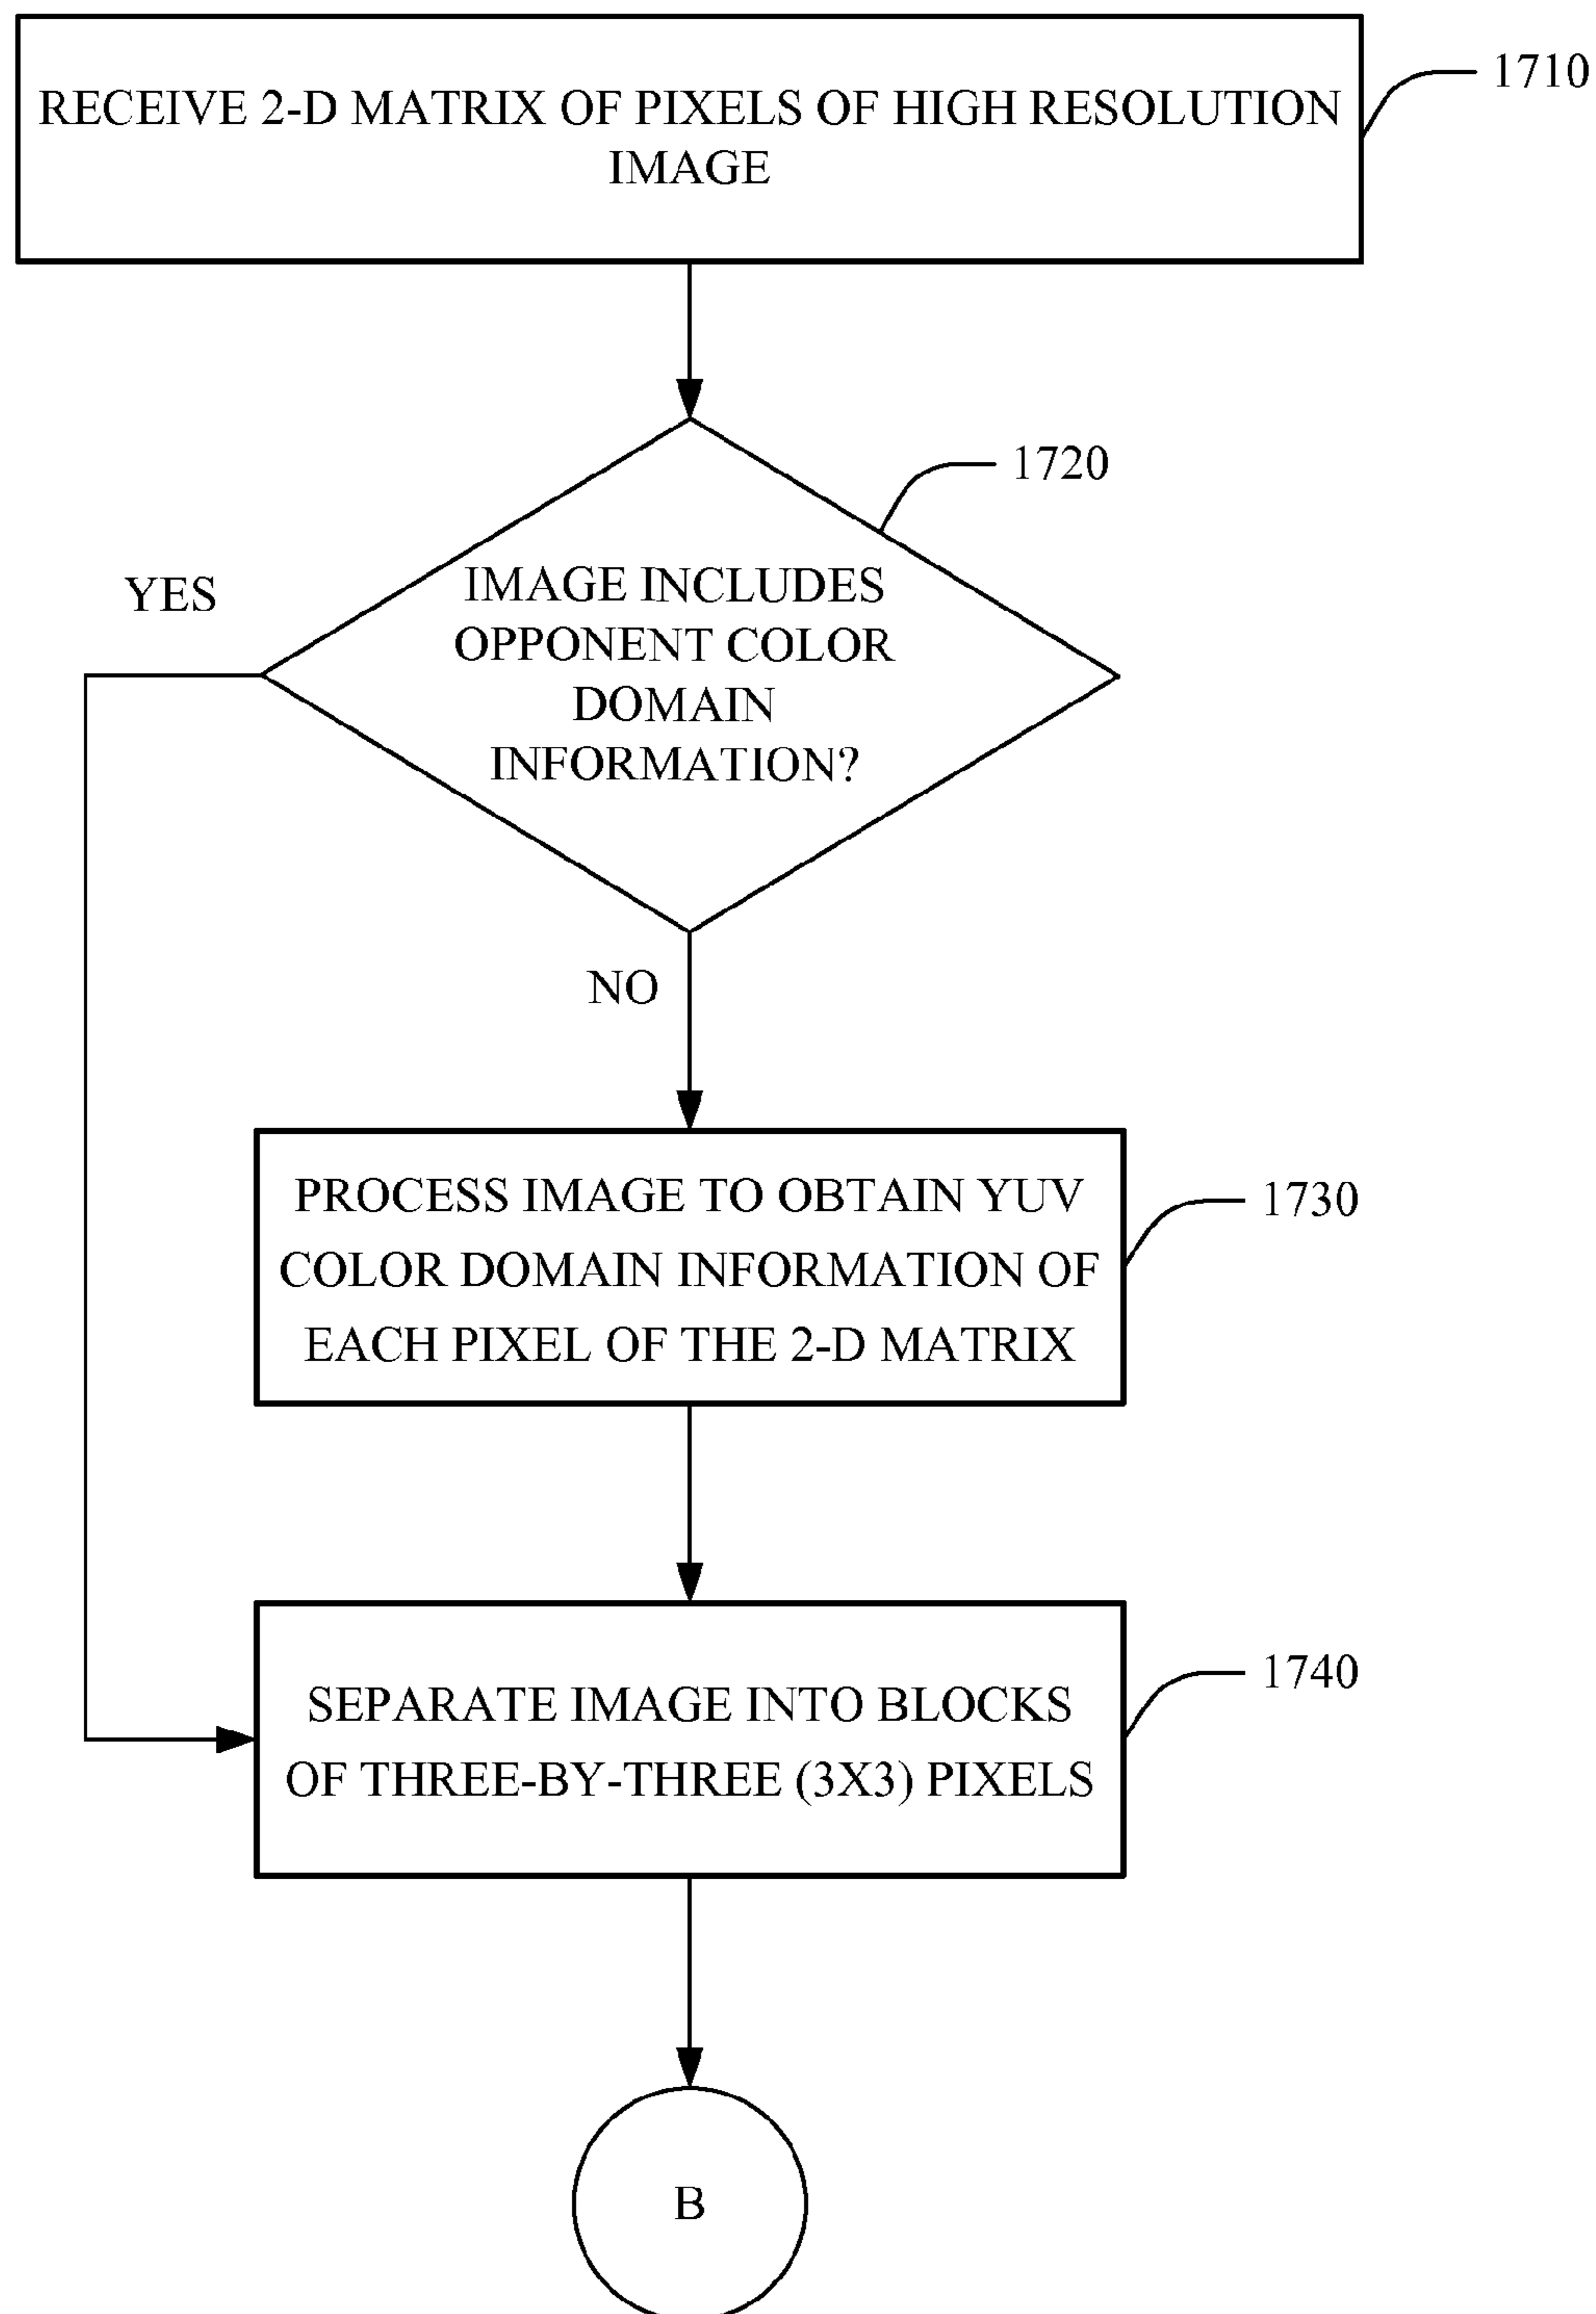 RECEIVE 2-D MATRIX OF PIXELS OF HIGH RESOLUTION
IMAGE
1710
1720
IMAGE INCLUDES
OPPONENT COLOR
DOMAIN
INFORMATION?
YES
NO
PROCESS IMAGE TO OBTAIN YUV
COLOR DOMAIN INFORMATION OF
EACH PIXEL OF THE 2-D MATRIX
1730
SEPARATE IMAGE INTO BLOCKS
OF THREE-BY-THREE (3X3) PIXELS
1740
B